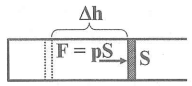 Δh
F = pS S